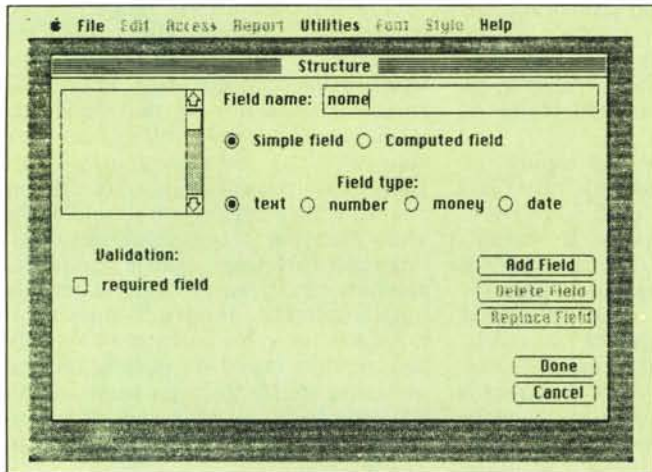 File Edit Access Report Utilities Font Style Help
Structure
Field name: nome
Simple field Computed field
Field type:
text number money date
Validation:
required field
Add Field
Delete Field
Replace Field
Done
Cancel